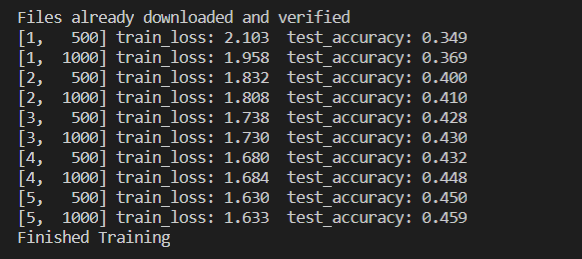 Files already downloaded and verified
[1,   500] train_loss: 2.103  test_accuracy: 0.349
[1,  1000] train_loss: 1.958  test_accuracy: 0.369
[2,   500] train_loss: 1.832  test_accuracy: 0.400
[2,  1000] train_loss: 1.808  test_accuracy: 0.410
[3,   500] train_loss: 1.738  test_accuracy: 0.428
[3,  1000] train_loss: 1.730  test_accuracy: 0.430
[4,   500] train_loss: 1.680  test_accuracy: 0.432
[4,  1000] train_loss: 1.684  test_accuracy: 0.448
[5,   500] train_loss: 1.630  test_accuracy: 0.450
[5,  1000] train_loss: 1.633  test_accuracy: 0.459
Finished Training